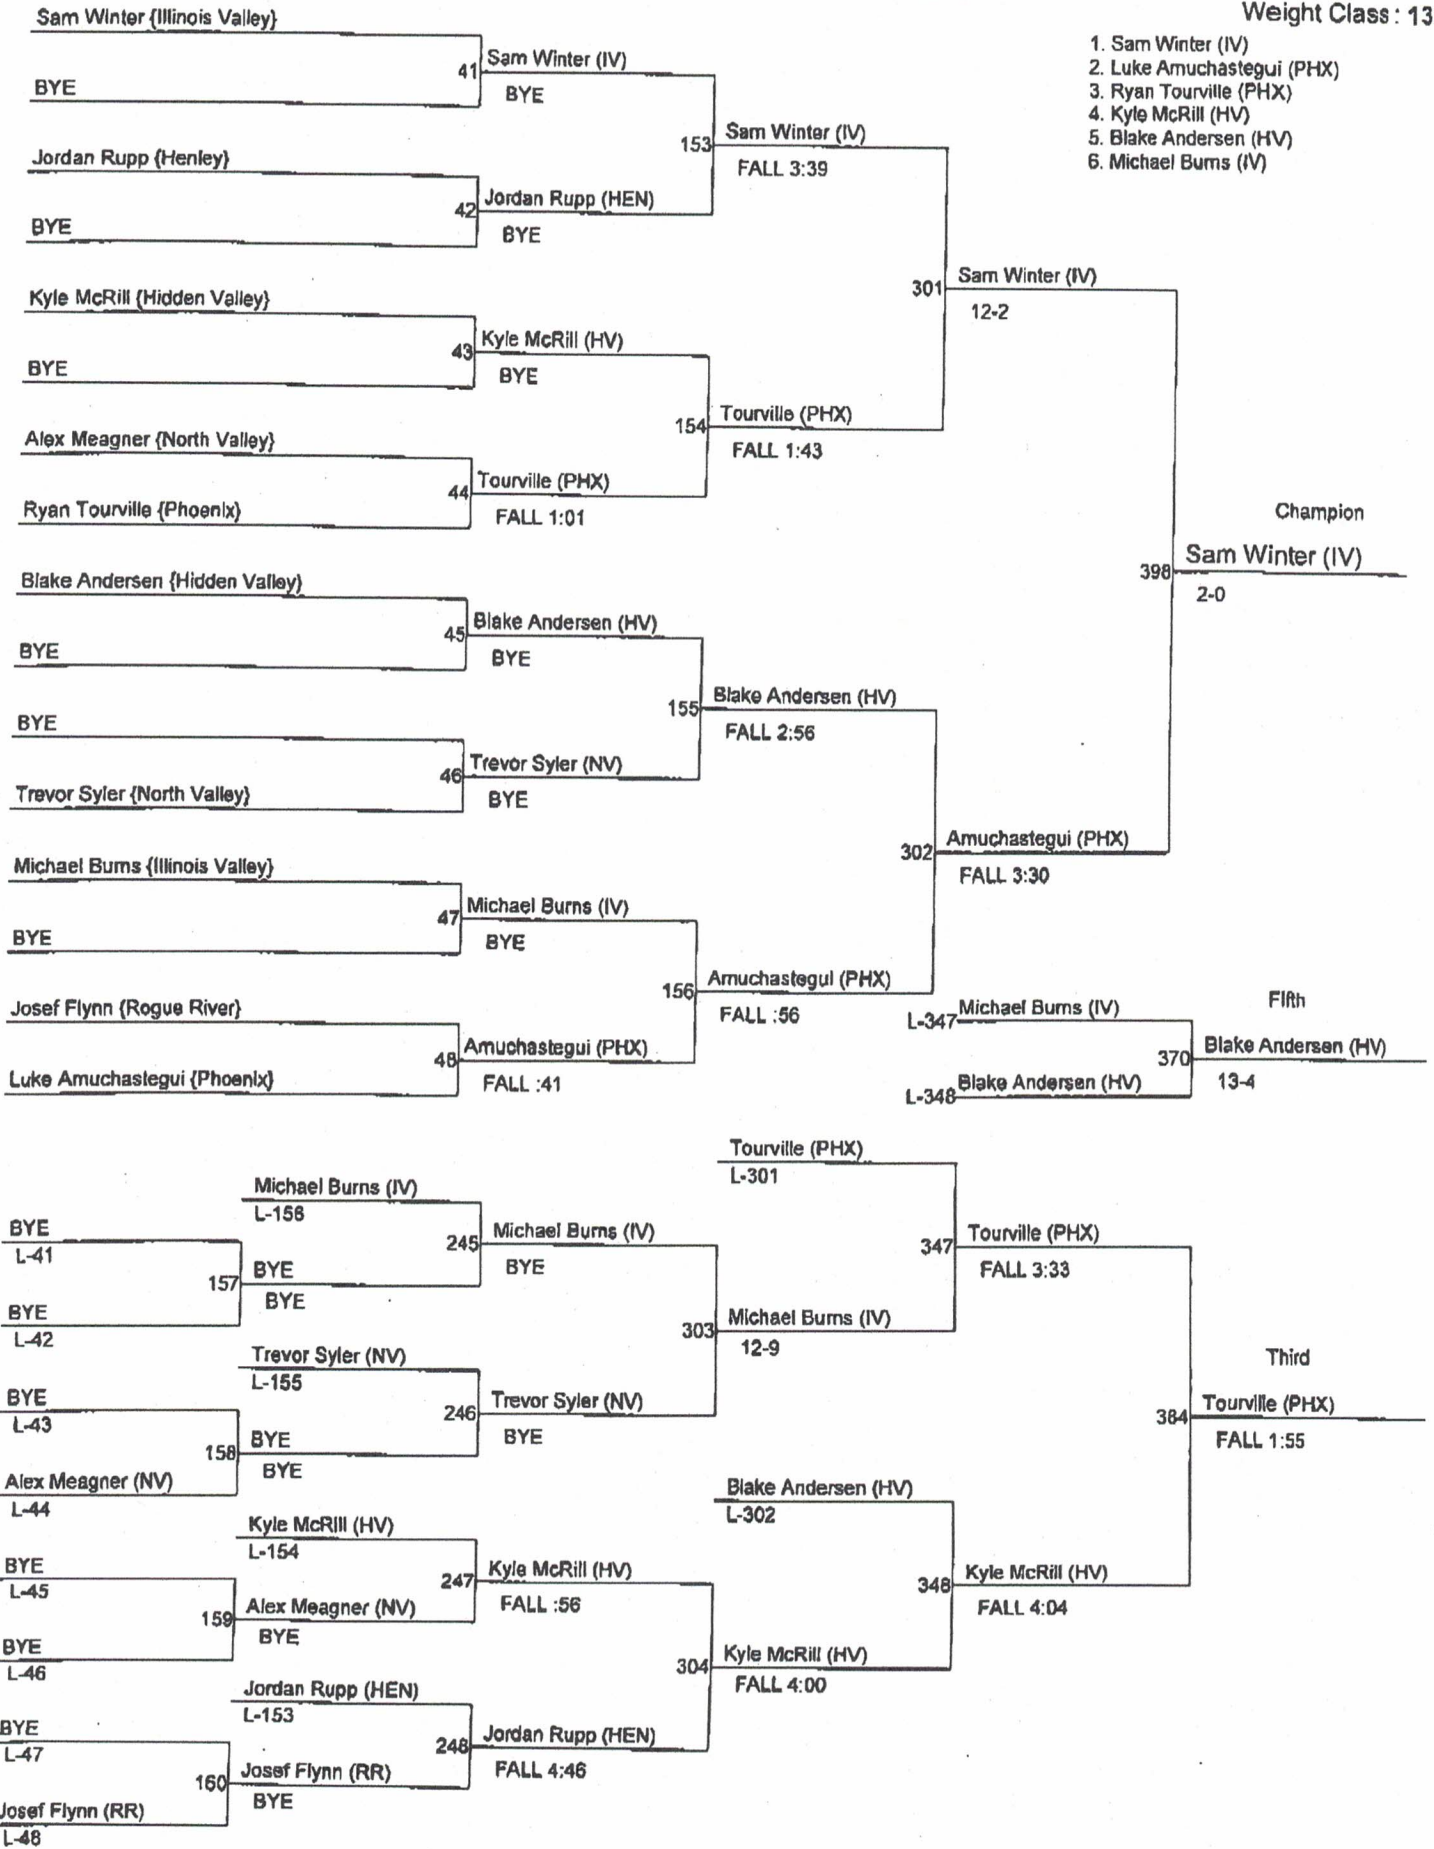 Weight Class: 13
1. Sam Winter (IV)
2. Luke Amuchastegui (PHX)
3. Ryan Tourville (PHX)
4. Kyle McRill (HV)
5. Blake Andersen (HV)
6. Michael Burns (IV)
Sam Winter {Illinois Valley}
41
Sam Winter (IV)
BYE
BYE
153
Sam Winter (IV)
FALL 3:39
Jordan Rupp {Henley}
42
Jordan Rupp (HEN)
BYE
BYE
301
Sam Winter (IV)
12-2
Kyle McRill {Hidden Valley}
43
Kyle McRill (HV)
BYE
BYE
154
Tourville (PHX)
FALL 1:43
Alex Meagner {North Valley}
44
Tourville (PHX)
FALL 1:01
Ryan Tourville {Phoenix}
Champion
398
Sam Winter (IV)
2-0
Blake Andersen {Hidden Valley}
45
Blake Andersen (HV)
BYE
BYE
155
Blake Andersen (HV)
FALL 2:56
BYE
46
Trevor Syler (NV)
BYE
Trevor Syler {North Valley}
302
Amuchastegui (PHX)
FALL 3:30
Michael Burns {Illinois Valley}
47
Michael Burns (IV)
BYE
BYE
156
Amuchastegui (PHX)
FALL :56
Josef Flynn {Rogue River}
48
Amuchastegui (PHX)
FALL :41
Luke Amuchastegui {Phoenix}
Fifth
L-347
Michael Burns (IV)
370
Blake Andersen (HV)
13-4
L-348
Blake Andersen (HV)
Tourville (PHX)
L-301
Michael Burns (IV)
L-156
245
Michael Burns (IV)
BYE
347
Tourville (PHX)
FALL 3:33
BYE
L-41
157
BYE
BYE
BYE
L-42
303
Michael Burns (IV)
12-9
Trevor Syler (NV)
L-155
246
Trevor Syler (NV)
BYE
Third
384
Tourville (PHX)
FALL 1:55
BYE
L-43
158
BYE
BYE
Alex Meagner (NV)
L-44
Blake Andersen (HV)
L-302
Kyle McRill (HV)
L-154
247
Kyle McRill (HV)
FALL :56
348
Kyle McRill (HV)
FALL 4:04
BYE
L-45
159
Alex Meagner (NV)
BYE
BYE
L-46
304
Kyle McRill (HV)
FALL 4:00
Jordan Rupp (HEN)
L-153
248
Jordan Rupp (HEN)
FALL 4:46
BYE
L-47
160
Josef Flynn (RR)
BYE
Josef Flynn (RR)
L-48